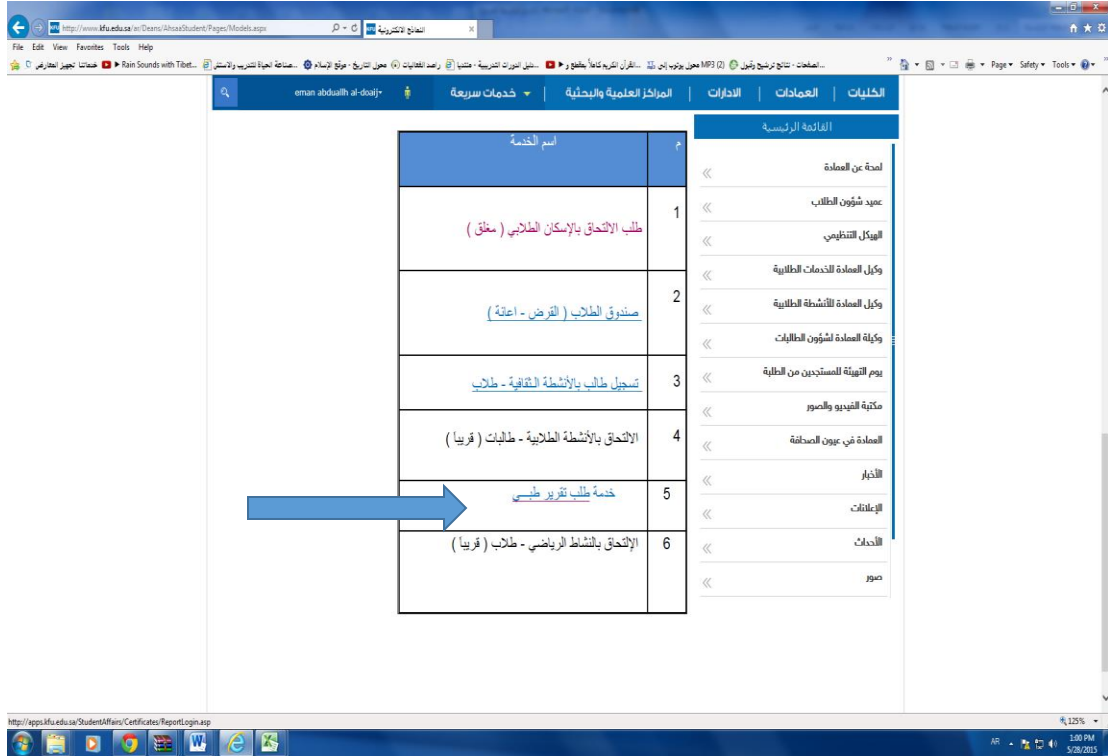 http://www.kfu.edu.sa/ar/Deans/AhsaaStudent/Pages/Models.aspx
النماذج الالكترونية
File Edit View Favorites Tools Help
Rain Sounds with Tibet...
Page Safety Tools
الكليات | العمادات | الادارات | المراكز العلمية والبحثية | خدمات سريعة
eman abduallh al-doaij
القائمة الرئيسية
لمحة عن العمادة
عميد شؤون الطلاب
الهيكل التنظيمي
وكيل العمادة للخدمات الطلابية
وكيل العمادة للأنشطة الطلابية
وكيلة العمادة لشؤون الطالبات
يوم التهيئة للمستجدين من الطلبة
مكتبة الفيديو والصور
العمادة في عيون الصحافة
الأخبار
الإعلانات
الأحداث
صور
م اسم الخدمة
1 طلب الالتحاق بالإسكان الطلابي ( مغلق )
2 صندوق الطلاب ( القرض - اعانة )
3 تسجيل طالب بالأنشطة الثقافية - طلاب
4 الالتحاق بالأنشطة الطلابية - طالبات ( قريبا )
5 خدمة طلب تقرير طبـــي
6 الإلتحاق بالنشاط الرياضي - طلاب ( قريبا )
http://apps.kfu.edu.sa/StudentAffairs/Certificates/ReportLogin.asp
125%
AR
1:00 PM
5/28/2015